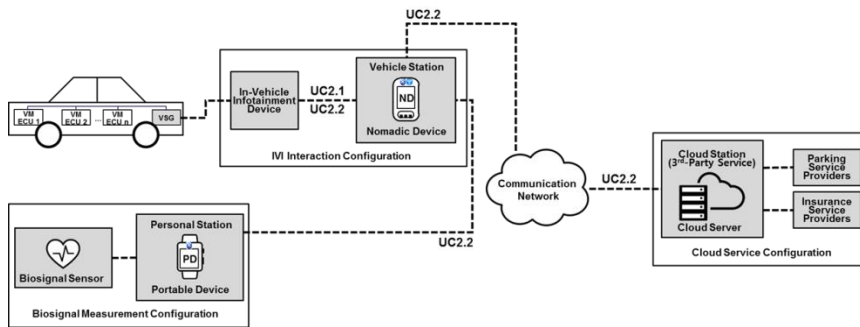 UC2.2
UC2.2
VM
ECU 1
VM
ECU 2
...
VM
ECU n
VSG
In-Vehicle
Infotainment
Device
UC2.1
UC2.2
Vehicle Station
ND
Nomadic Device
IVI Interaction Configuration
Communication
Network
UC2.2
Cloud Station
(3rd-Party Service)
Cloud Server
Parking
Service
Providers
Insurance
Service
Providers
Cloud Service Configuration
Biosignal Sensor
Personal Station
PD
Portable Device
UC2.2
Biosignal Measurement Configuration